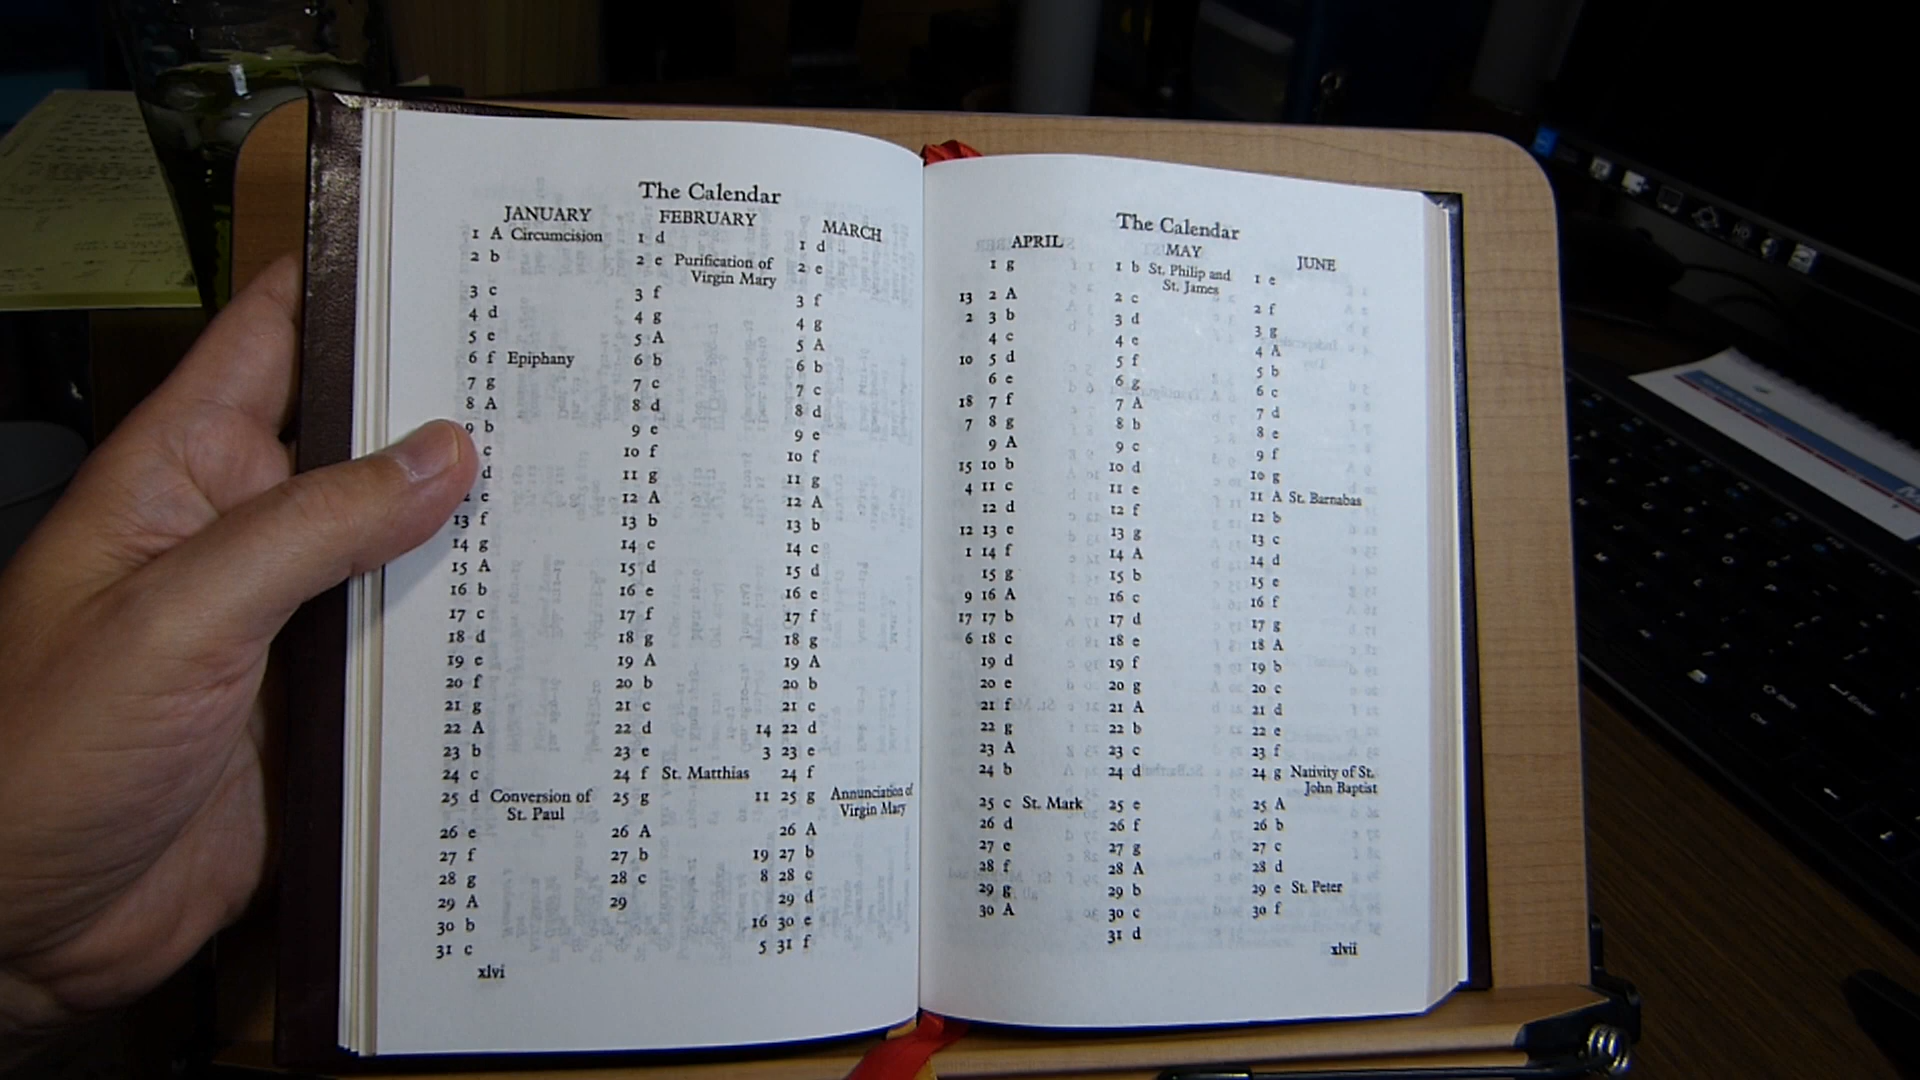 The Calendar
JANUARY
1 A Circumcision
2 b
3 c
4 d
5 e
6 f Epiphany
7 g
8 A
9 b
c
d
e
13 f
14 g
15 A
16 b
17 c
18 d
19 e
20 f
21 g
22 A
23 b
24 c
25 d Conversion of
St. Paul
26 e
27 f
28 g
29 A
30 b
31 c
FEBRUARY
1 d
2 e Purification of
Virgin Mary
3 f
4 g
5 A
6 b
7 c
8 d
9 e
10 f
11 g
12 A
13 b
14 c
15 d
16 e
17 f
18 g
19 A
20 b
21 c
22 d
23 e
24 f St. Matthias
25 g
26 A
27 b
28 c
29
MARCH
1 d
2 e
3 f
4 g
5 A
6 b
7 c
8 d
9 e
10 f
11 g
12 A
13 b
14 c
15 d
16 e
17 f
18 g
19 A
20 b
21 c
14 22 d
3 23 e
24 f
11 25 g Annunciation of
Virgin Mary
26 A
19 27 b
8 28 c
29 d
16 30 e
5 31 f
xlvi
The Calendar
APRIL
1 g
13 2 A
2 3 b
4 c
10 5 d
6 e
18 7 f
7 8 g
9 A
15 10 b
4 11 c
12 d
12 13 e
1 14 f
15 g
9 16 A
17 17 b
6 18 c
19 d
20 e
21 f
22 g
23 A
24 b
25 c St. Mark
26 d
27 e
28 f
29 g
30 A
MAY
1 b St. Philip and
St. James
2 c
3 d
4 e
5 f
6 g
7 A
8 b
9 c
10 d
11 e
12 f
13 g
14 A
15 b
16 c
17 d
18 e
19 f
20 g
21 A
22 b
23 c
24 d
25 e
26 f
27 g
28 A
29 b
30 c
31 d
JUNE
1 e
2 f
3 g
4 A
5 b
6 c
7 d
8 e
9 f
10 g
11 A St. Barnabas
12 b
13 c
14 d
15 e
16 f
17 g
18 A
19 b
20 c
21 d
22 e
23 f
24 g Nativity of St.
John Baptist
25 A
26 b
27 c
28 d
29 e St. Peter
30 f
xlvii